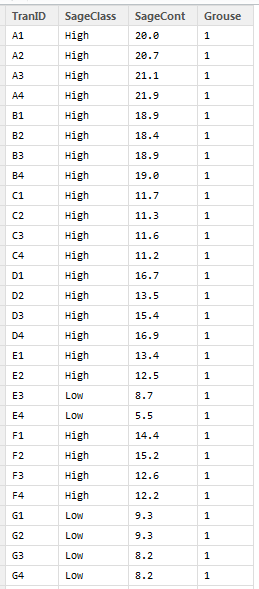 TranID SageClass SageCont Grouse
A1 High 20.0 1
A2 High 20.7 1
A3 High 21.1 1
A4 High 21.9 1
B1 High 18.9 1
B2 High 18.4 1
B3 High 18.9 1
B4 High 19.0 1
C1 High 11.7 1
C2 High 11.3 1
C3 High 11.6 1
C4 High 11.2 1
D1 High 16.7 1
D2 High 13.5 1
D3 High 15.4 1
D4 High 16.9 1
E1 High 13.4 1
E2 High 12.5 1
E3 Low 8.7 1
E4 Low 5.5 1
F1 High 14.4 1
F2 High 15.2 1
F3 High 12.6 1
F4 High 12.2 1
G1 Low 9.3 1
G2 Low 9.3 1
G3 Low 8.2 1
G4 Low 8.2 1